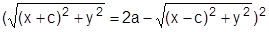 (√((x+c)² + y²) = 2a − √((x−c)² + y²))²